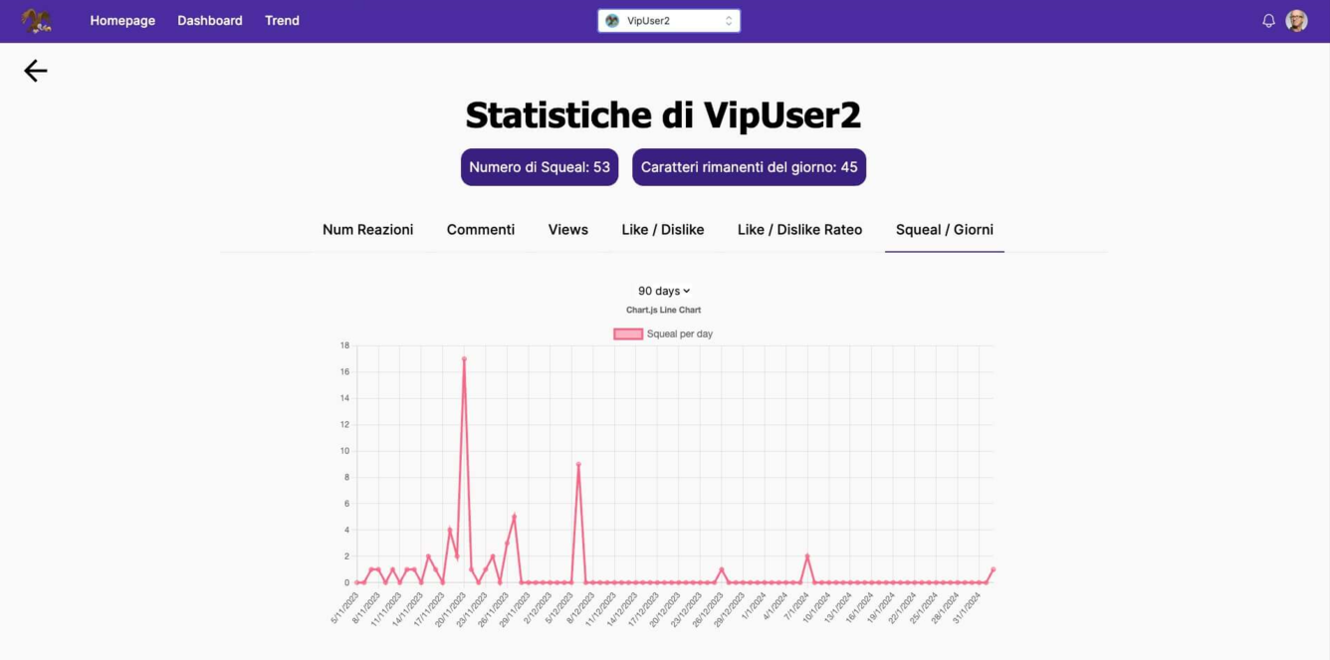 Homepage Dashboard Trend VipUser2
Statistiche di VipUser2
Numero di Squeal: 53 Caratteri rimanenti del giorno: 45
Num Reazioni Commenti Views Like / Dislike Like / Dislike Rateo Squeal / Giorni
90 days
Chart.js Line Chart
Squeal per day
18
16
14
12
10
8
6
4
2
0
5/11/2023 8/11/2023 11/11/2023 14/11/2023 17/11/2023 20/11/2023 23/11/2023 26/11/2023 29/11/2023 2/12/2023 5/12/2023 8/12/2023 11/12/2023 14/12/2023 17/12/2023 20/12/2023 23/12/2023 26/12/2023 29/12/2023 1/1/2024 4/1/2024 7/1/2024 10/1/2024 13/1/2024 16/1/2024 19/1/2024 22/1/2024 25/1/2024 28/1/2024 31/1/2024